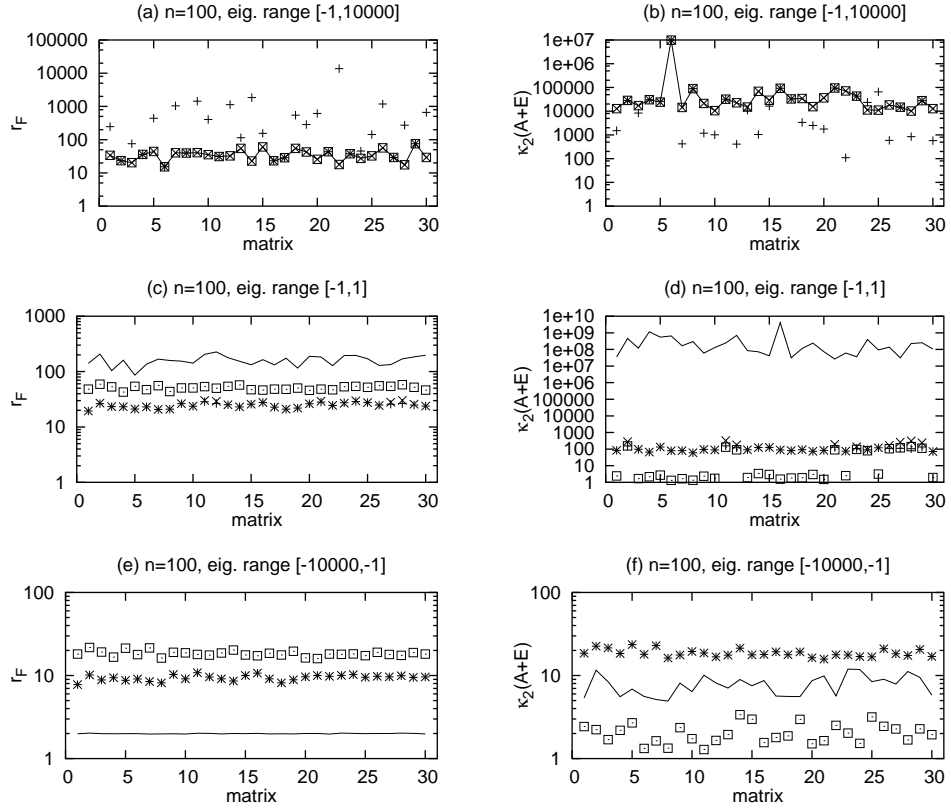 (a) n=100, eig. range [-1,10000]
100000
10000
1000
100
10
1
r_F
0 5 10 15 20 25 30
matrix
(b) n=100, eig. range [-1,10000]
1e+07
1e+06
100000
10000
1000
100
10
1
κ₂(A+E)
0 5 10 15 20 25 30
matrix
(c) n=100, eig. range [-1,1]
1000
100
10
1
r_F
0 5 10 15 20 25 30
matrix
(d) n=100, eig. range [-1,1]
1e+10
1e+09
1e+08
1e+07
1e+06
100000
10000
1000
100
10
1
κ₂(A+E)
0 5 10 15 20 25 30
matrix
(e) n=100, eig. range [-10000,-1]
100
10
1
r_F
0 5 10 15 20 25 30
matrix
(f) n=100, eig. range [-10000,-1]
100
10
1
κ₂(A+E)
0 5 10 15 20 25 30
matrix